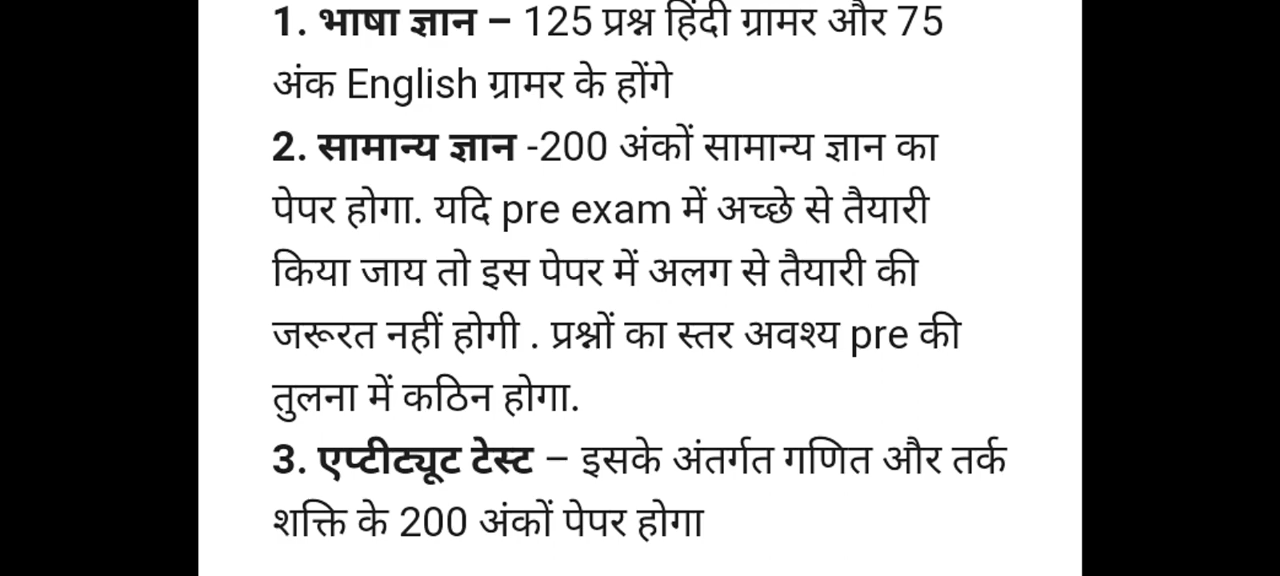 1. भाषा ज्ञान – 125 प्रश्न हिंदी ग्रामर और 75
अंक English ग्रामर के होंगे
2. सामान्य ज्ञान -200 अंकों सामान्य ज्ञान का
पेपर होगा. यदि pre exam में अच्छे से तैयारी
किया जाय तो इस पेपर में अलग से तैयारी की
जरूरत नहीं होगी . प्रश्नों का स्तर अवश्य pre की
तुलना में कठिन होगा.
3. एप्टीट्यूट टेस्ट – इसके अंतर्गत गणित और तर्क
शक्ति के 200 अंकों पेपर होगा